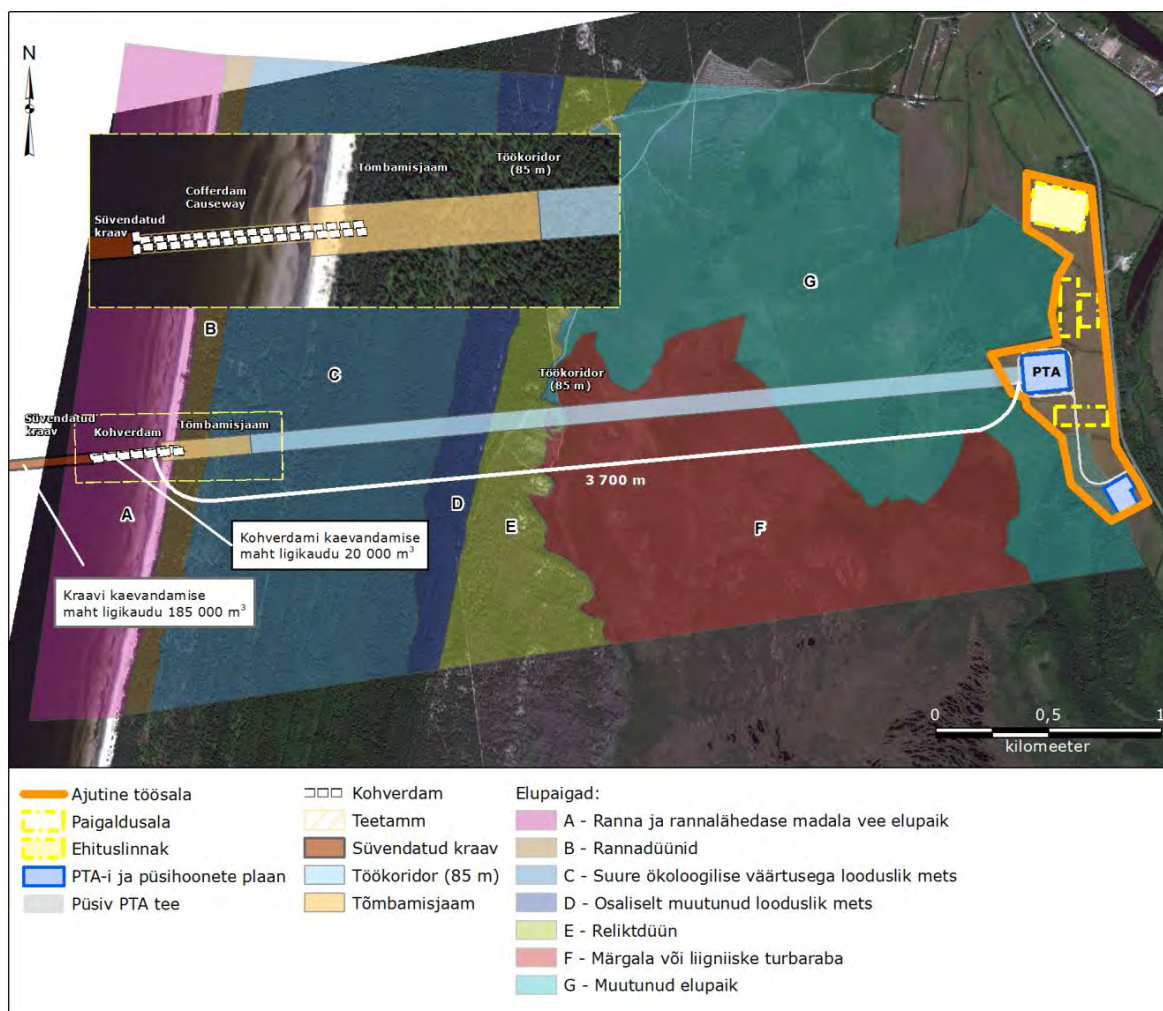 N
Tõmbamisjaam
Töökoridor
(85 m)
Cofferdam
Causeway
Süvendatud
kraav
B
G
C
Töökoridor
(85 m)
PTA
Süvendatud
kraav
Kohverdam
Tõmbamisjaam
3 700 m
A
D
E
F
Kohverdami kaevandamise
maht ligikaudu 20 000 m³
Kraavi kaevandamise
maht ligikaudu 185 000 m³
0 0,5 1
kilomeeter
Ajutine töösala
Paigaldusala
Ehituslinnak
PTA-i ja püsihoonete plaan
Püsiv PTA tee
Kohverdam
Teetamm
Süvendatud kraav
Töökoridor (85 m)
Tõmbamisjaam
Elupaigad:
A - Ranna ja rannalähedase madala vee elupaik
B - Rannadüünid
C - Suure ökoloogilise väärtusega looduslik mets
D - Osaliselt muutunud looduslik mets
E - Reliktdüün
F - Märgala või liigniiske turbaraba
G - Muutunud elupaik